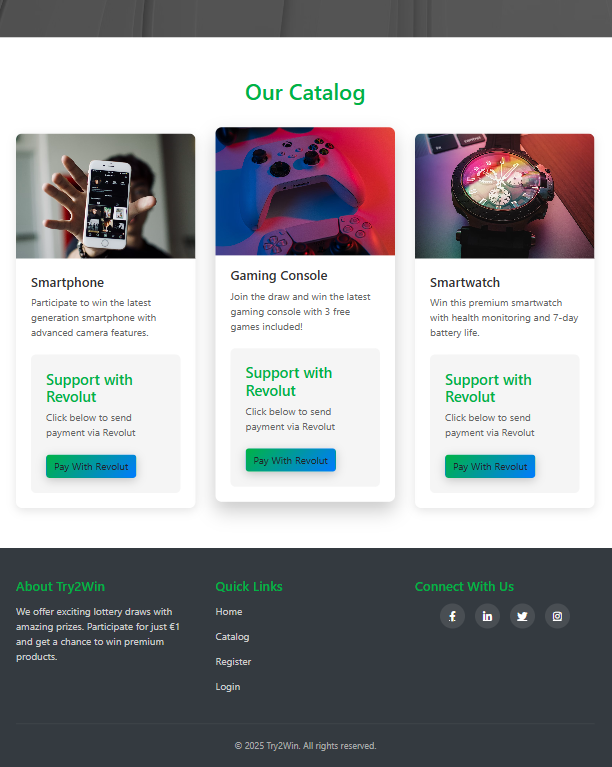 Our Catalog
Smartphone
Participate to win the latest
generation smartphone with
advanced camera features.
Support with
Revolut
Click below to send
payment via Revolut
Pay With Revolut
Gaming Console
Join the draw and win the latest
gaming console with 3 free
games included!
Support with
Revolut
Click below to send
payment via Revolut
Pay With Revolut
Smartwatch
Win this premium smartwatch
with health monitoring and 7-day
battery life.
Support with
Revolut
Click below to send
payment via Revolut
Pay With Revolut
About Try2Win
We offer exciting lottery draws with
amazing prizes. Participate for just €1
and get a chance to win premium
products.
Quick Links
Home
Catalog
Register
Login
Connect With Us
© 2025 Try2Win. All rights reserved.